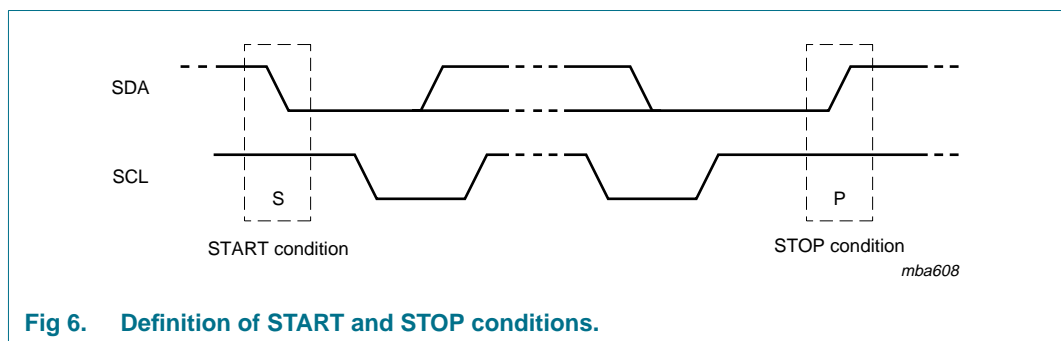 SDA
SCL
S
P
START condition
STOP condition
mba608
Fig 6. Definition of START and STOP conditions.